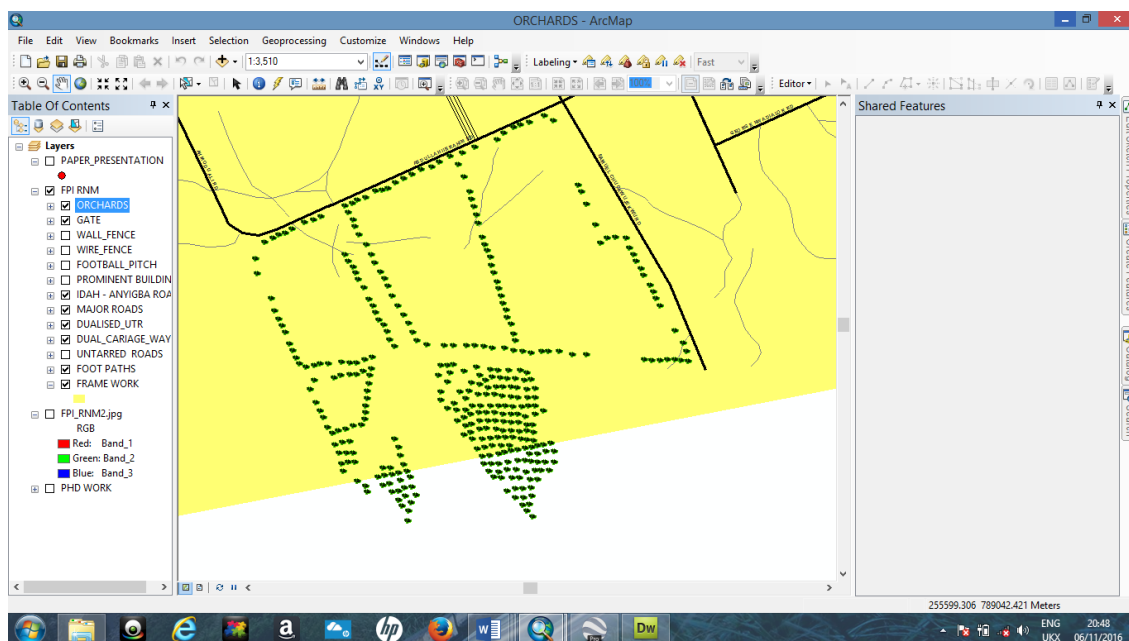 ORCHARDS - ArcMap
File Edit View Bookmarks Insert Selection Geoprocessing Customize Windows Help
1:3,510 Labeling Fast
100% Editor
Table Of Contents
Shared Features
Layers
PAPER_PRESENTATION
FPI RNM
ORCHARDS
GATE
WALL_FENCE
WIRE_FENCE
FOOTBALL_PITCH
PROMINENT BUILDIN
IDAH - ANYIGBA ROA
MAJOR ROADS
DUALISED_UTR
DUAL_CARIAGE_WAY
UNTARRED ROADS
FOOT PATHS
FRAME WORK
FPI_RNM2.jpg
RGB
Red: Band_1
Green: Band_2
Blue: Band_3
PHD WORK
255599.306 789042.421 Meters
ENG 20:48
UKX 06/11/2016
hp
Dw